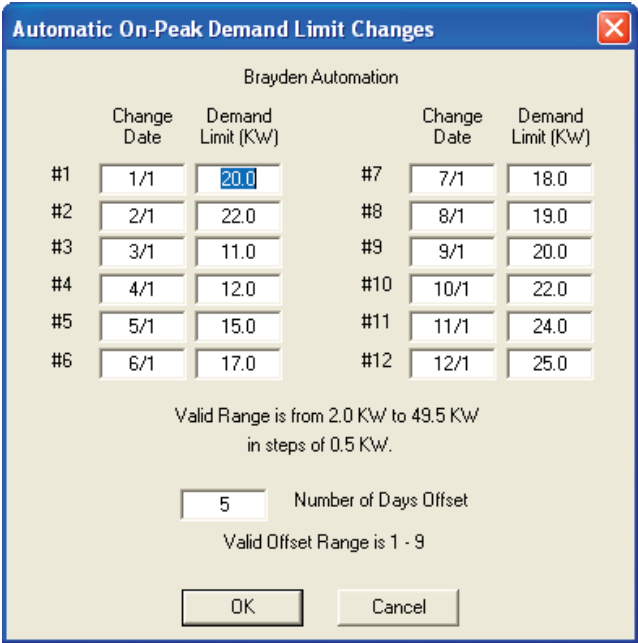 Automatic On-Peak Demand Limit Changes
Brayden Automation
Change Date Demand Limit (KW) Change Date Demand Limit (KW)
#1 1/1 20.0 #7 7/1 18.0
#2 2/1 22.0 #8 8/1 19.0
#3 3/1 11.0 #9 9/1 20.0
#4 4/1 12.0 #10 10/1 22.0
#5 5/1 15.0 #11 11/1 24.0
#6 6/1 17.0 #12 12/1 25.0
Valid Range is from 2.0 KW to 49.5 KW
in steps of 0.5 KW.
5 Number of Days Offset
Valid Offset Range is 1 - 9
OK Cancel